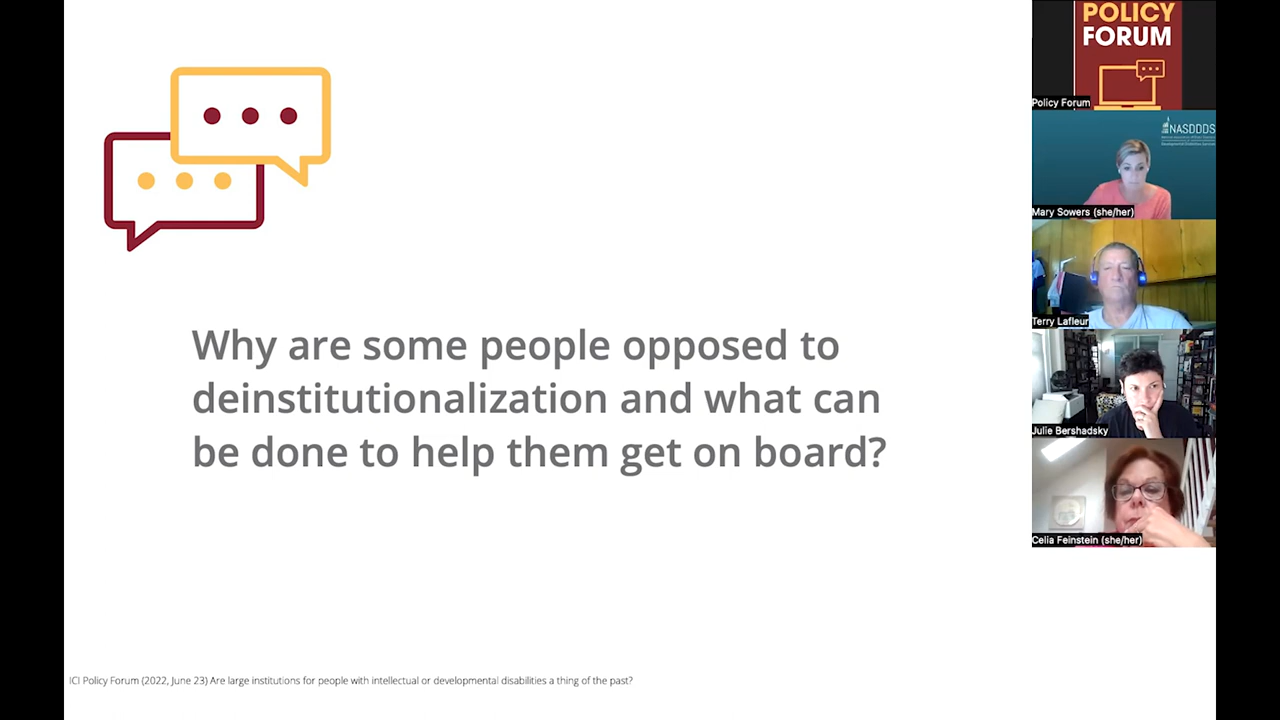 Why are some people opposed to
deinstitutionalization and what can
be done to help them get on board?
ICI Policy Forum (2022, June 23) Are large institutions for people with intellectual or developmental disabilities a thing of the past?
POLICY
FORUM
Policy Forum
NASDDDS
Mary Sowers (she/her)
Terry Lafleur
Julie Bershadsky
Celia Feinstein (she/her)